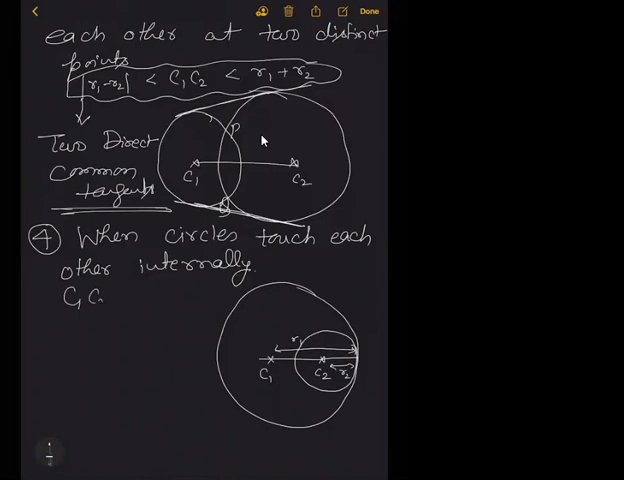 Done
each other at two distinct
points
|r₁-r₂| < C₁C₂ < r₁+r₂
Two Direct
common
tangents
P
C₁
C₂
Q
④ When circles touch each
other internally.
C₁ C
r₁
C₁
C₂
r₂